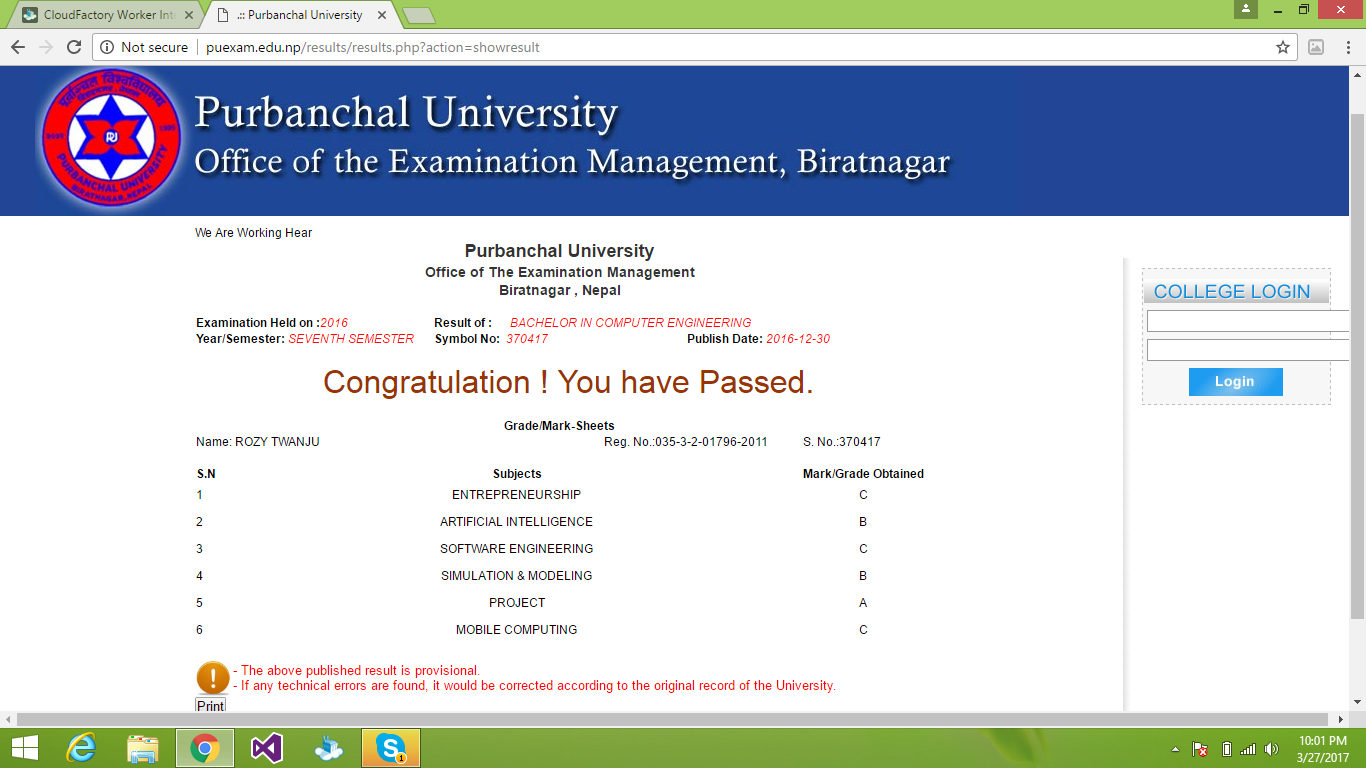 CloudFactory Worker Int
.:: Purbanchal University
Not secure puexam.edu.np/results/results.php?action=showresult
पूर्वाञ्चल विश्वविद्यालय
PU
PURBANCHAL UNIVERSITY
BIRATNAGAR, NEPAL
Purbanchal University
Office of the Examination Management, Biratnagar
We Are Working Hear
Purbanchal University
Office of The Examination Management
Biratnagar , Nepal
Examination Held on :2016 Result of : BACHELOR IN COMPUTER ENGINEERING
Year/Semester: SEVENTH SEMESTER Symbol No: 370417 Publish Date: 2016-12-30
Congratulation ! You have Passed.
Grade/Mark-Sheets
Name: ROZY TWANJU Reg. No.:035-3-2-01796-2011 S. No.:370417
S.N Subjects Mark/Grade Obtained
1 ENTREPRENEURSHIP C
2 ARTIFICIAL INTELLIGENCE B
3 SOFTWARE ENGINEERING C
4 SIMULATION & MODELING B
5 PROJECT A
6 MOBILE COMPUTING C
- The above published result is provisional.
- If any technical errors are found, it would be corrected according to the original record of the University.
Print
COLLEGE LOGIN
Login
1
10:01 PM
3/27/2017